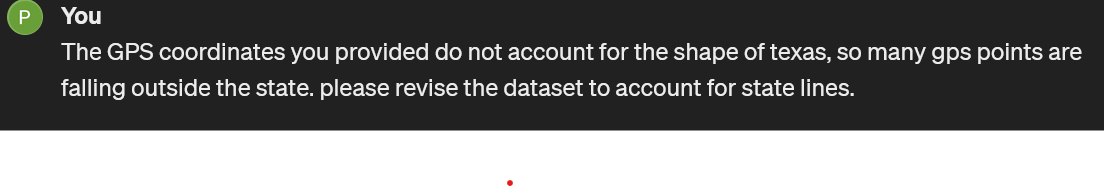 P You
The GPS coordinates you provided do not account for the shape of texas, so many gps points are
falling outside the state. please revise the dataset to account for state lines.